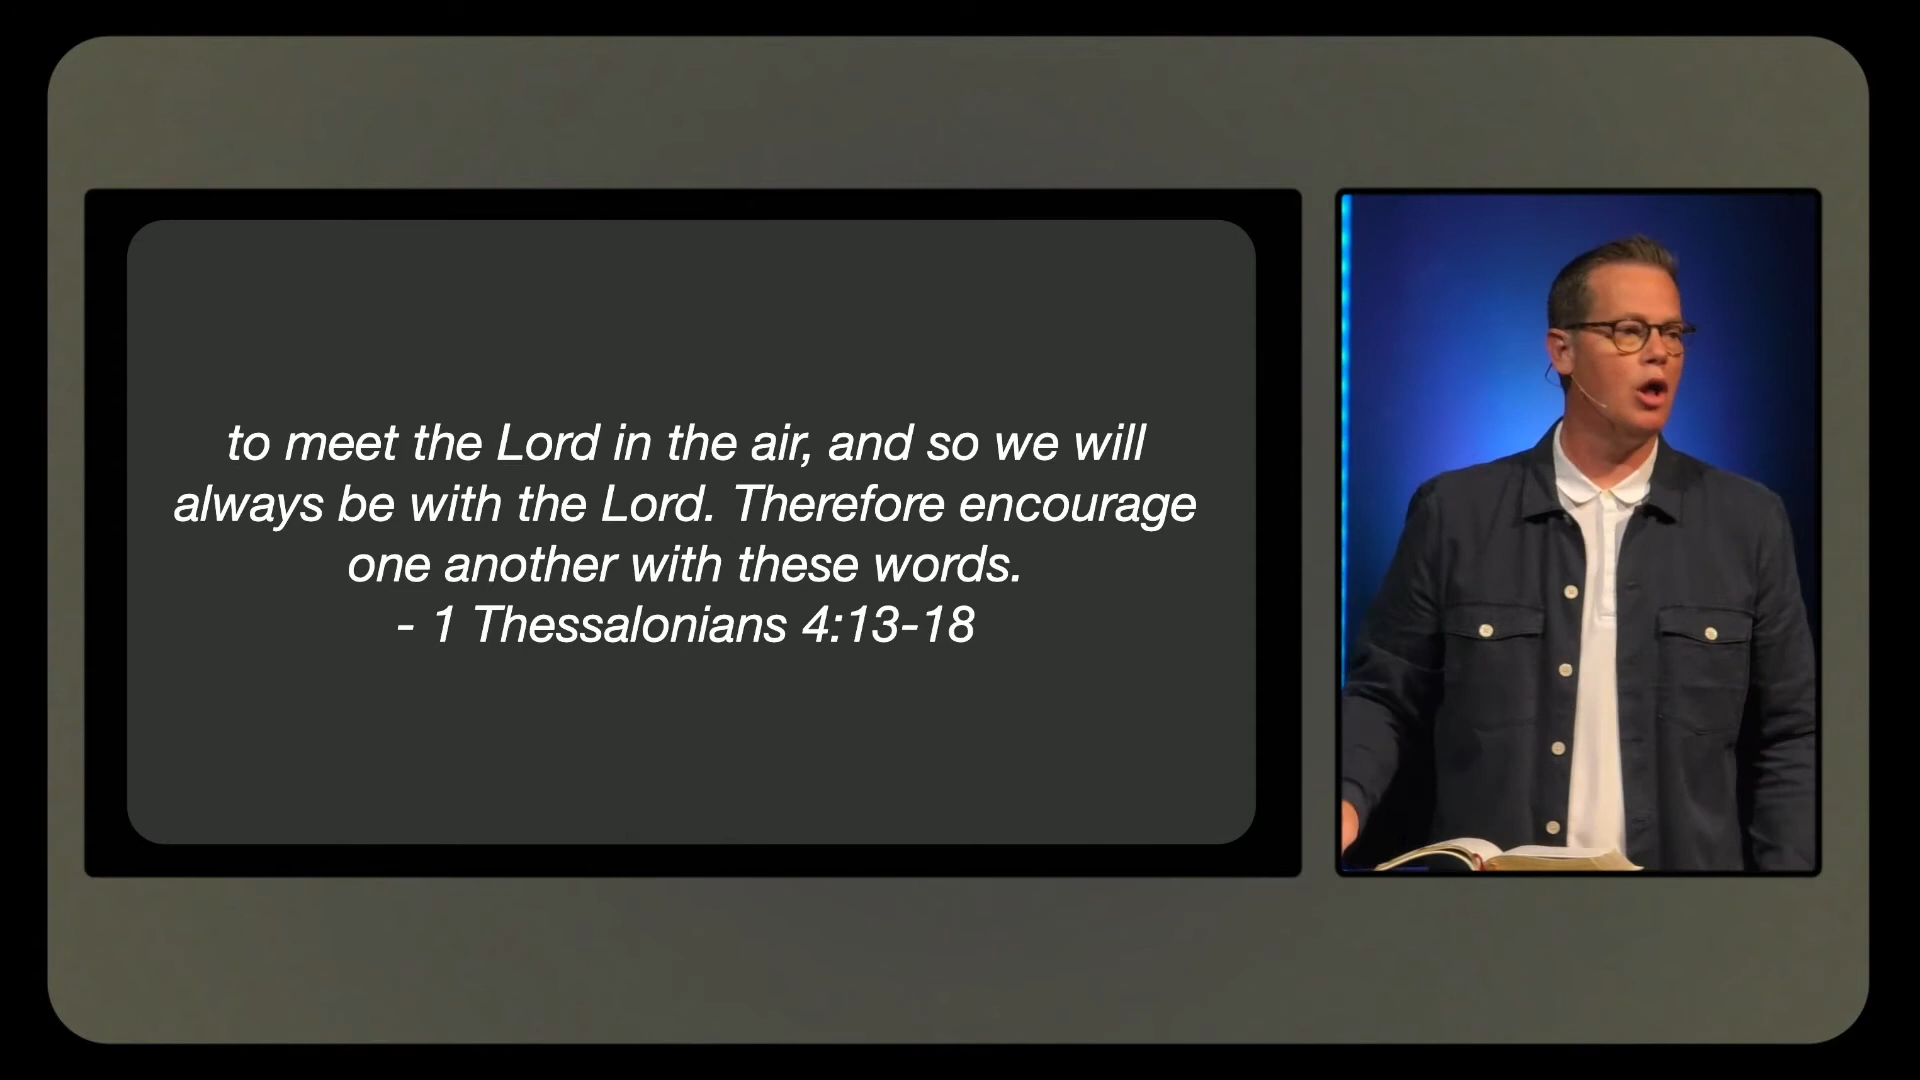 to meet the Lord in the air, and so we will
always be with the Lord. Therefore encourage
one another with these words.
- 1 Thessalonians 4:13-18